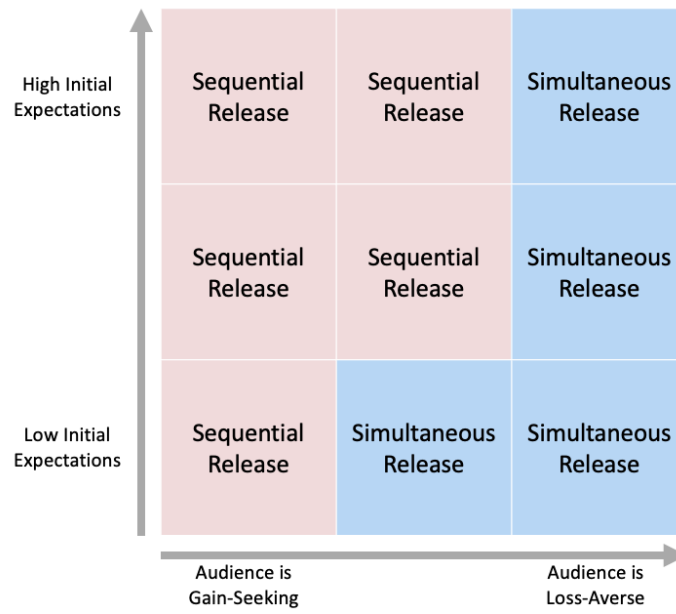 High Initial
Expectations
Sequential
Release
Sequential
Release
Simultaneous
Release
Sequential
Release
Sequential
Release
Simultaneous
Release
Low Initial
Expectations
Sequential
Release
Simultaneous
Release
Simultaneous
Release
Audience is
Gain-Seeking
Audience is
Loss-Averse